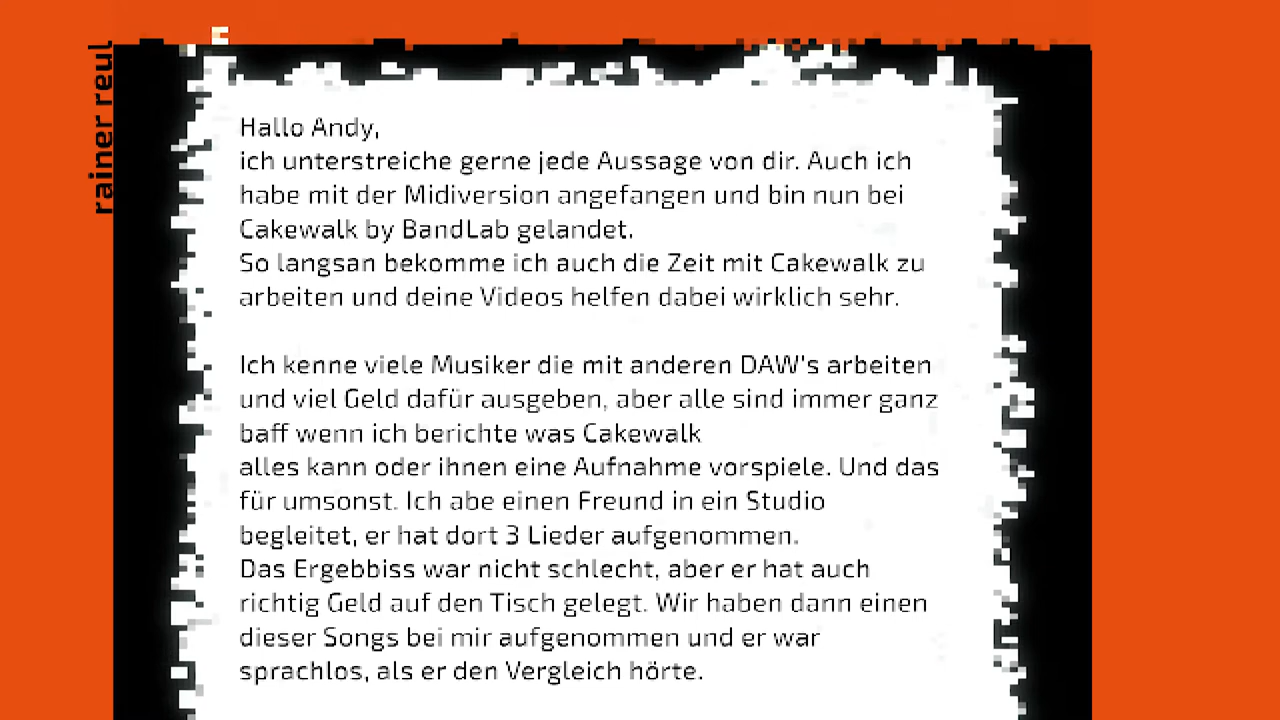 rainer reul
Hallo Andy,
ich unterstreiche gerne jede Aussage von dir. Auch ich
habe mit der Midiversion angefangen und bin nun bei
Cakewalk by BandLab gelandet.
So langsan bekomme ich auch die Zeit mit Cakewalk zu
arbeiten und deine Videos helfen dabei wirklich sehr.
Ich kenne viele Musiker die mit anderen DAW's arbeiten
und viel Geld dafür ausgeben, aber alle sind immer ganz
baff wenn ich berichte was Cakewalk
alles kann oder ihnen eine Aufnahme vorspiele. Und das
für umsonst. Ich abe einen Freund in ein Studio
begleitet, er hat dort 3 Lieder aufgenommen.
Das Ergebbiss war nicht schlecht, aber er hat auch
richtig Geld auf den Tisch gelegt. Wir haben dann einen
dieser Songs bei mir aufgenommen und er war
sprachlos, als er den Vergleich hörte.